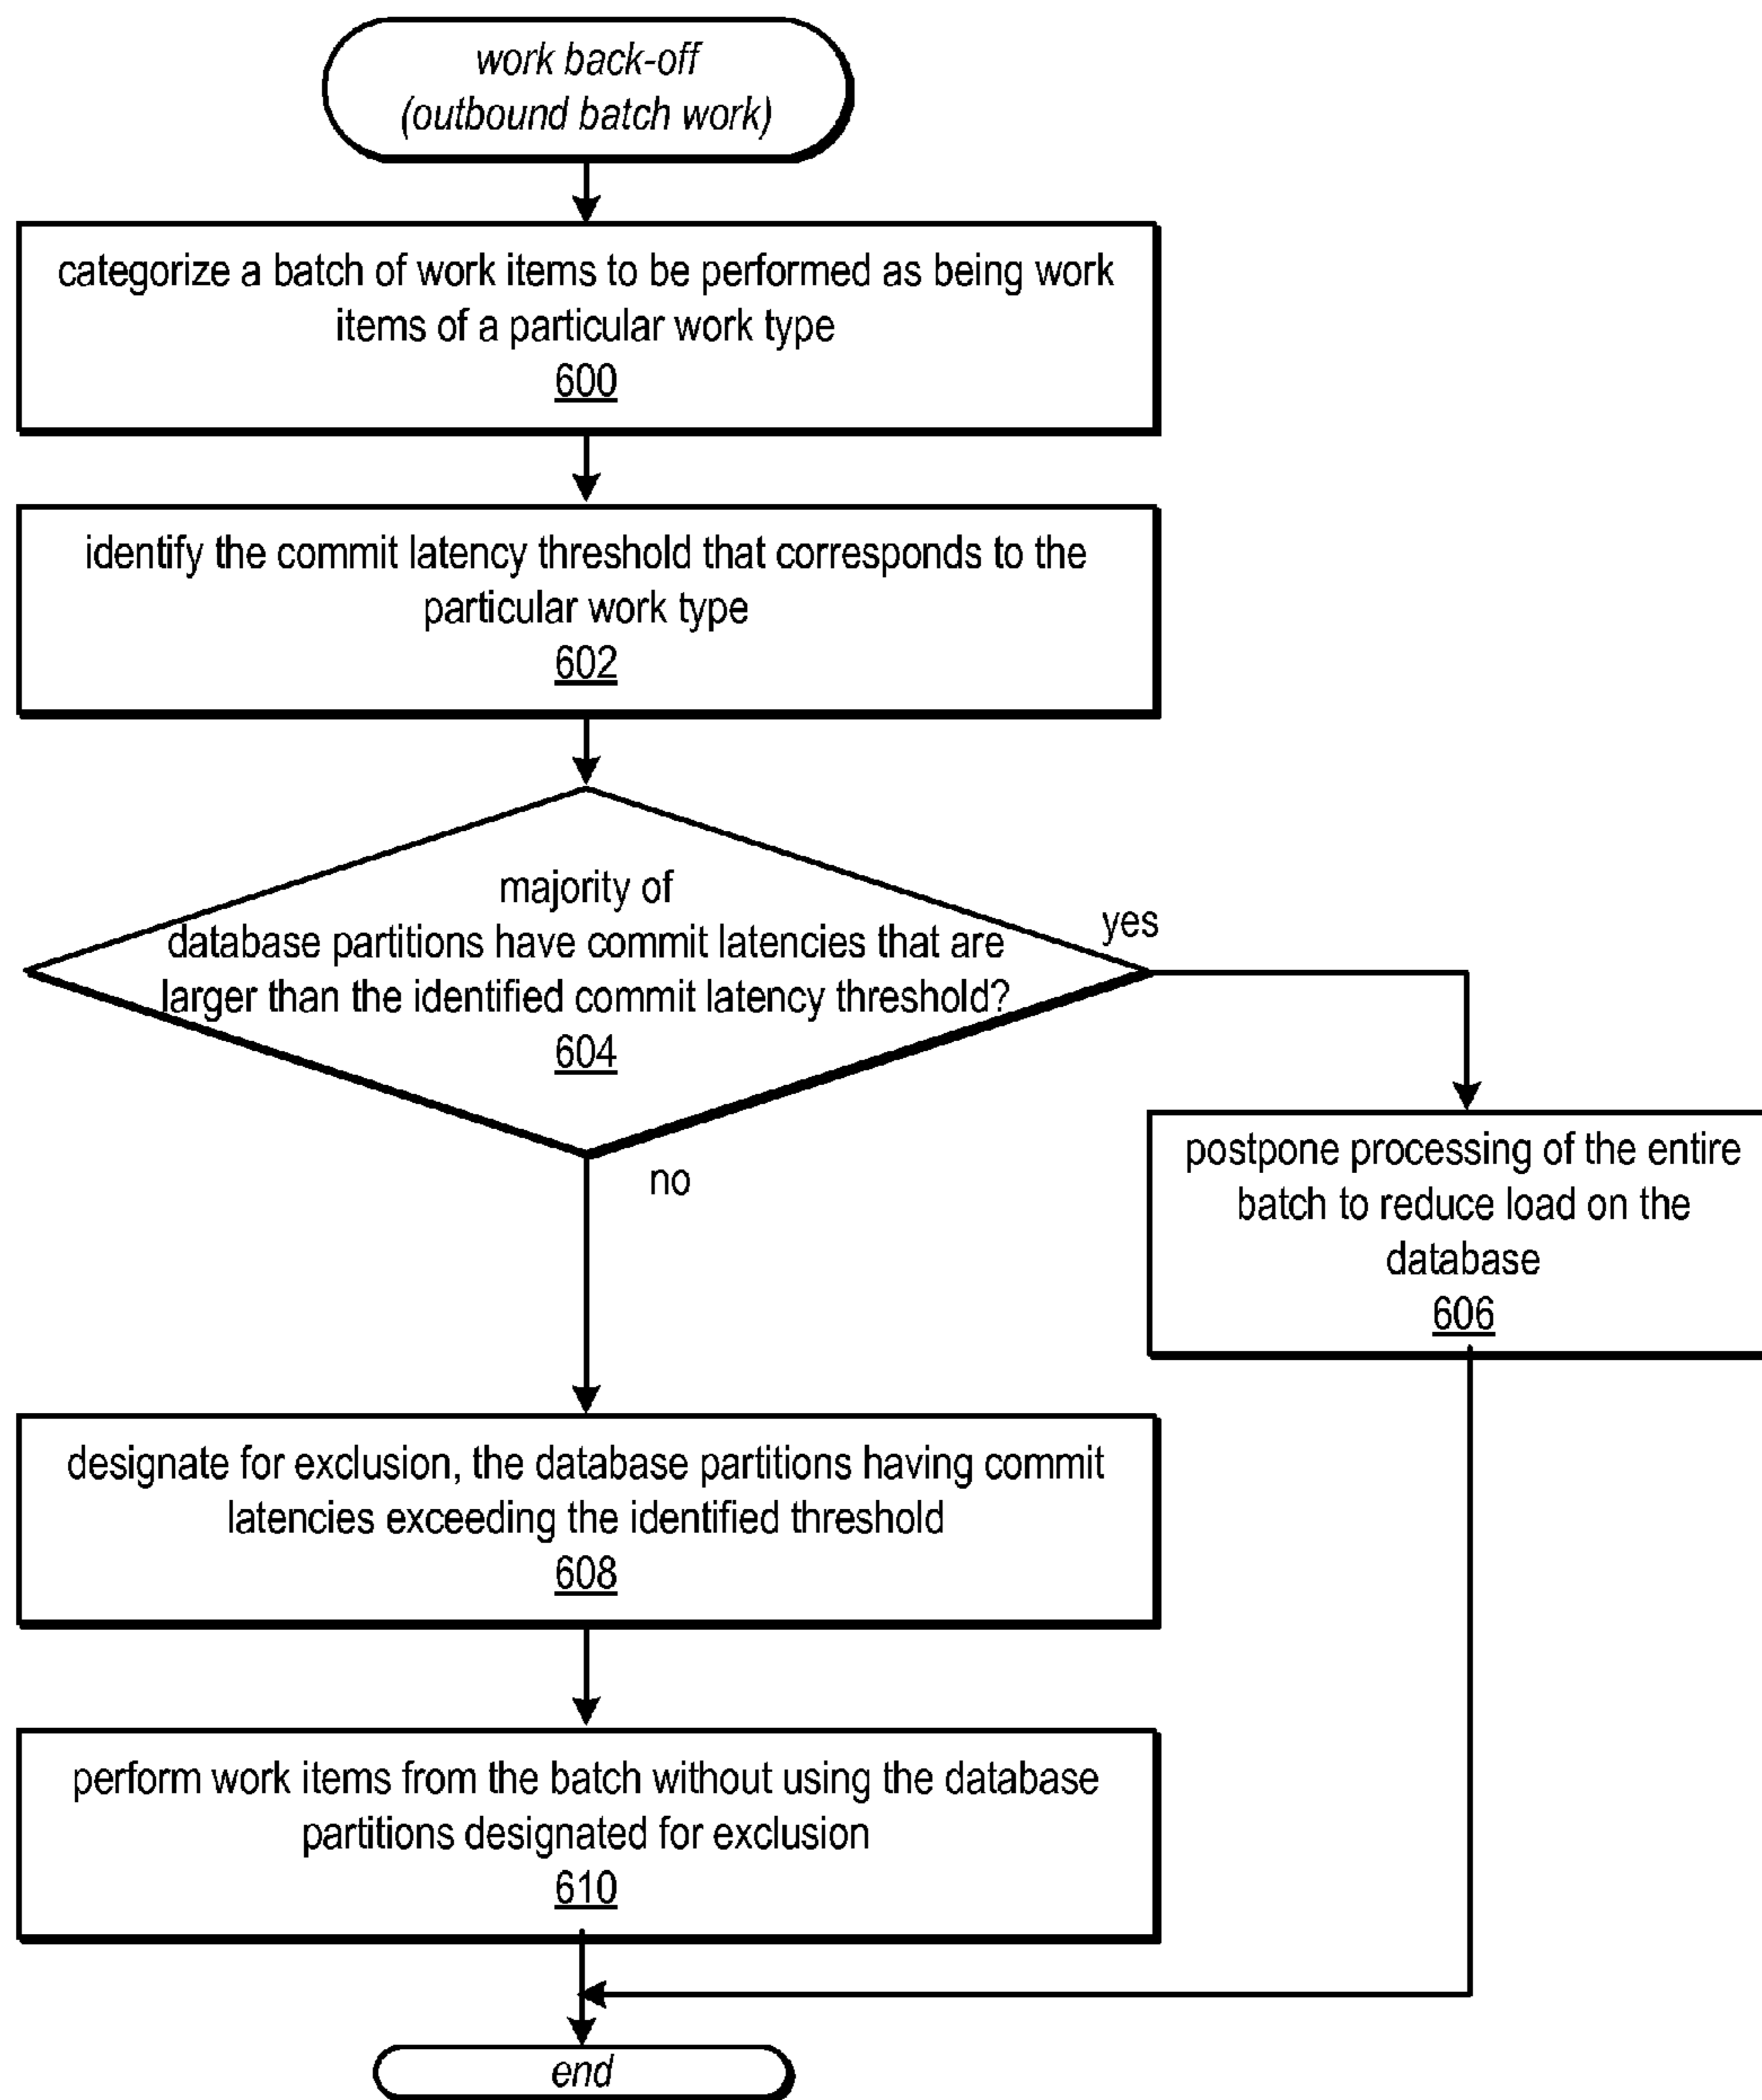 work back-off
(outbound batch work)
categorize a batch of work items to be performed as being work
items of a particular work type
600
identify the commit latency threshold that corresponds to the
particular work type
602
majority of
database partitions have commit latencies that are
larger than the identified commit latency threshold?
604
yes
no
postpone processing of the entire
batch to reduce load on the
database
606
designate for exclusion, the database partitions having commit
latencies exceeding the identified threshold
608
perform work items from the batch without using the database
partitions designated for exclusion
610
end